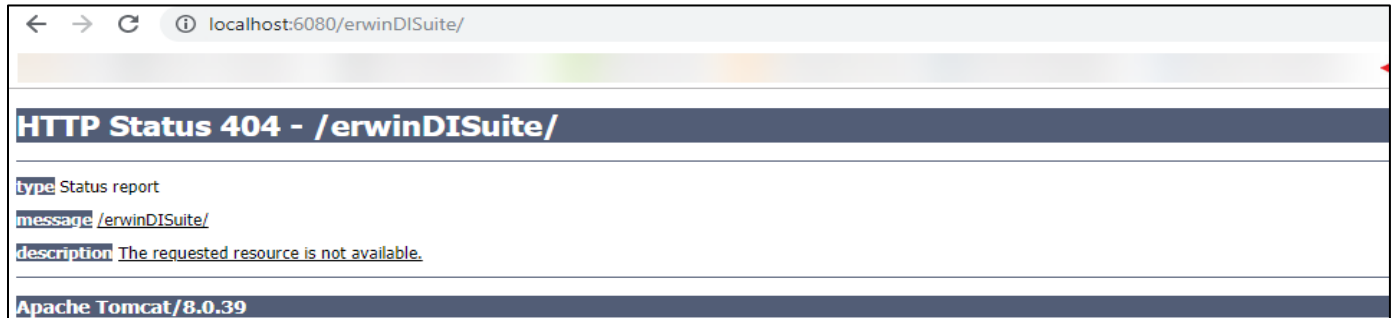 localhost:6080/erwinDISuite/
HTTP Status 404 - /erwinDISuite/
type Status report
message /erwinDISuite/
description The requested resource is not available.
Apache Tomcat/8.0.39